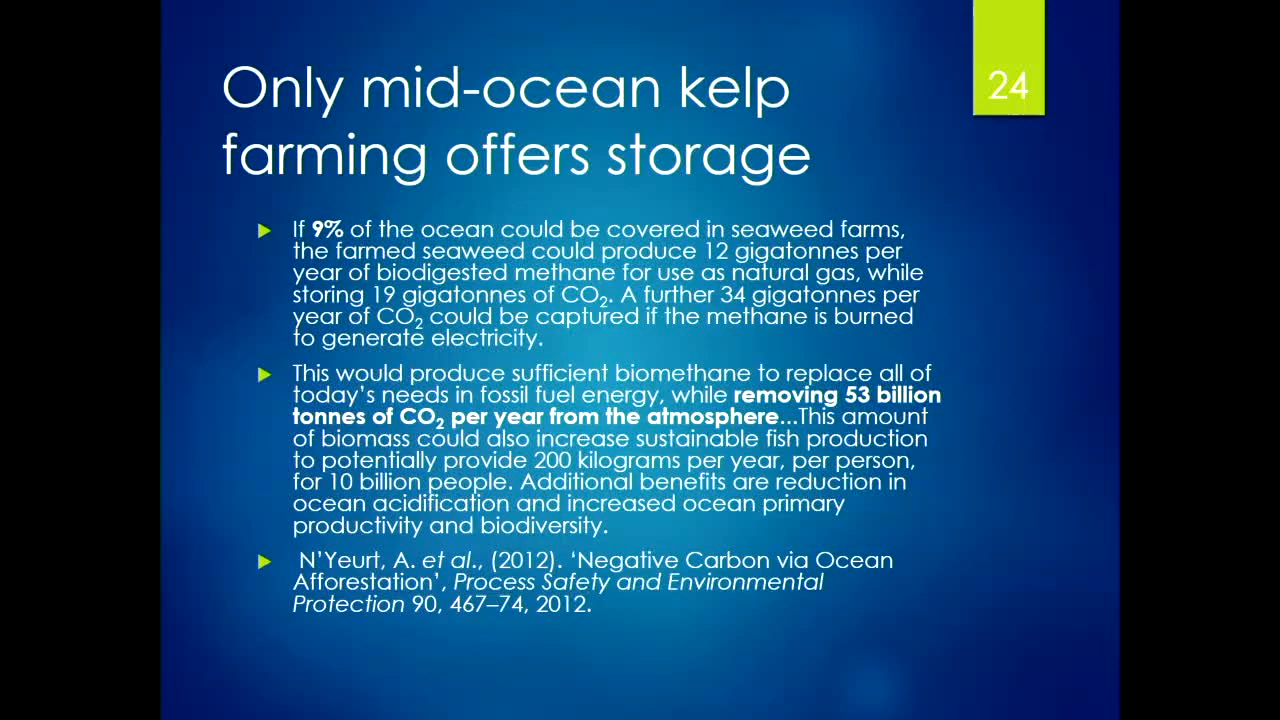 24
Only mid-ocean kelp
farming offers storage
If 9% of the ocean could be covered in seaweed farms,
the farmed seaweed could produce 12 gigatonnes per
year of biodigested methane for use as natural gas, while
storing 19 gigatonnes of CO₂. A further 34 gigatonnes per
year of CO₂ could be captured if the methane is burned
to generate electricity.
This would produce sufficient biomethane to replace all of
today's needs in fossil fuel energy, while removing 53 billion
tonnes of CO₂ per year from the atmosphere...This amount
of biomass could also increase sustainable fish production
to potentially provide 200 kilograms per year, per person,
for 10 billion people. Additional benefits are reduction in
ocean acidification and increased ocean primary
productivity and biodiversity.
N'Yeurt, A. et al., (2012). 'Negative Carbon via Ocean
Afforestation', Process Safety and Environmental
Protection 90, 467–74, 2012.